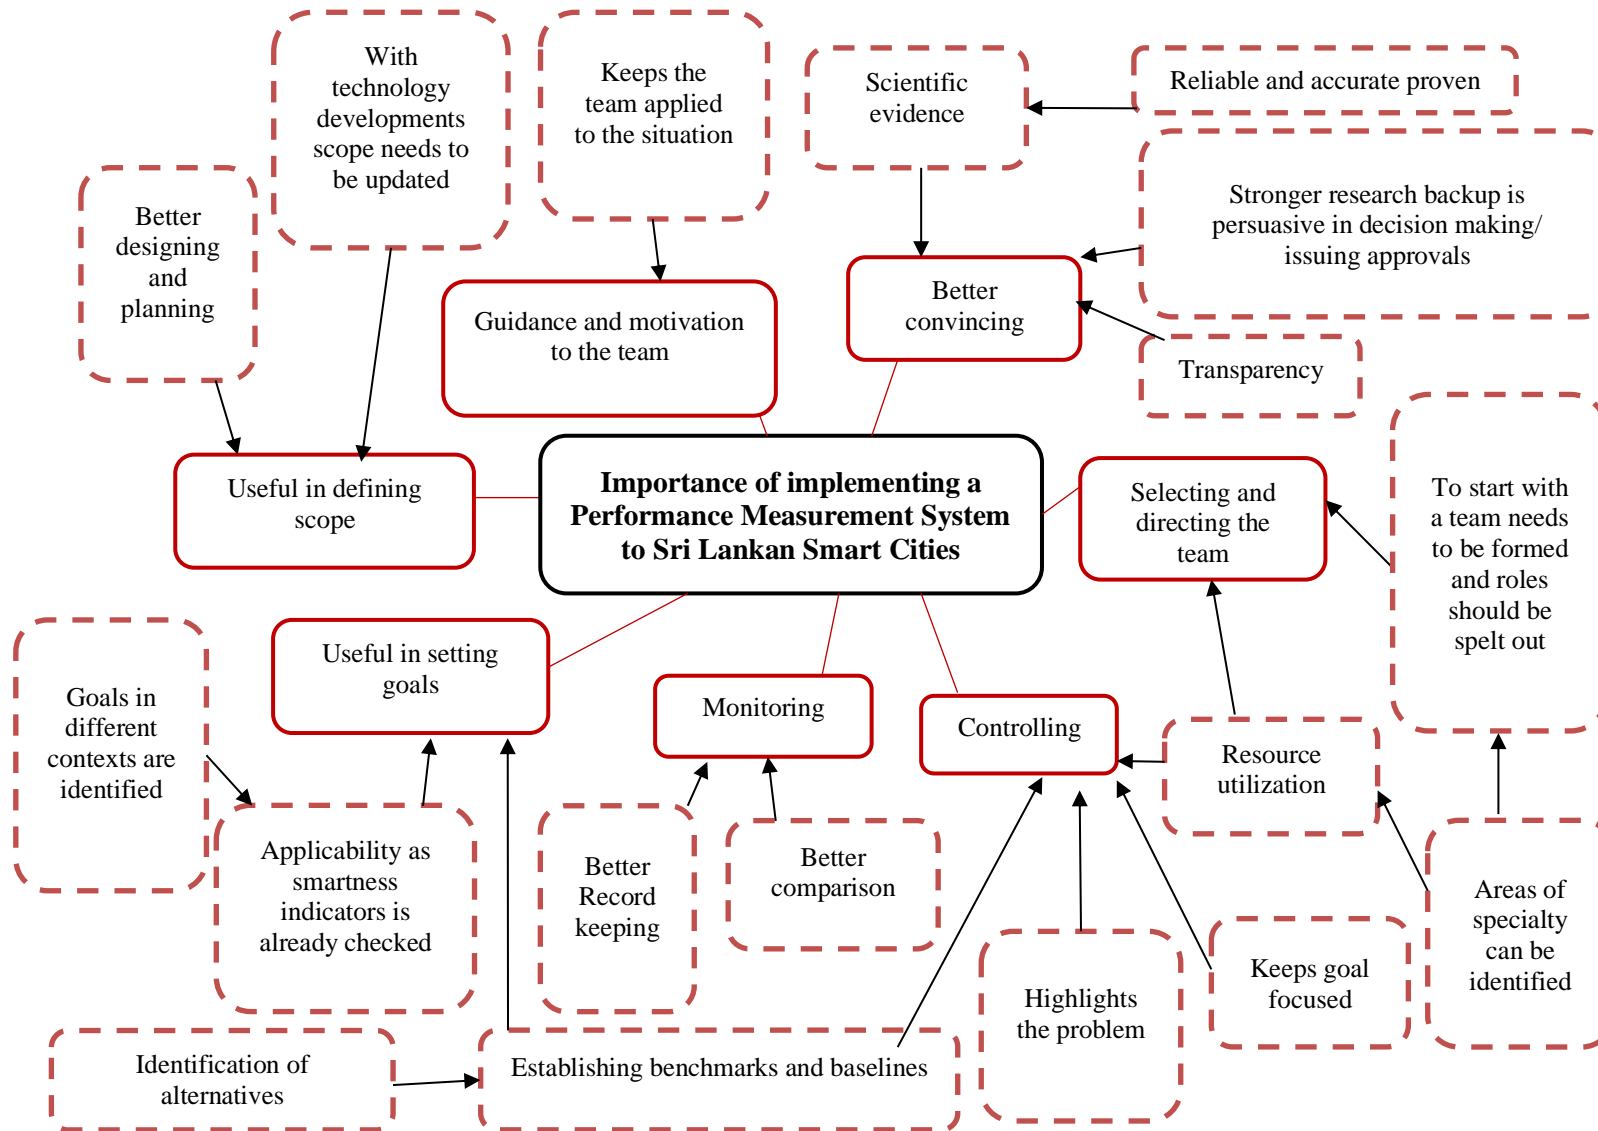 With
technology
developments
scope needs to
be updated
Keeps the
team applied
to the situation
Scientific
evidence
Reliable and accurate proven
Better
designing
and
planning
Stronger research backup is
persuasive in decision making/
issuing approvals
Guidance and motivation
to the team
Better
convincing
Transparency
Useful in defining
scope
Importance of implementing a
Performance Measurement System
to Sri Lankan Smart Cities
Selecting and
directing the
team
To start with
a team needs
to be formed
and roles
should be
spelt out
Useful in setting
goals
Monitoring
Controlling
Goals in
different
contexts are
identified
Resource
utilization
Applicability as
smartness
indicators is
already checked
Better
Record
keeping
Better
comparison
Highlights
the problem
Keeps goal
focused
Areas of
specialty
can be
identified
Identification of
alternatives
Establishing benchmarks and baselines